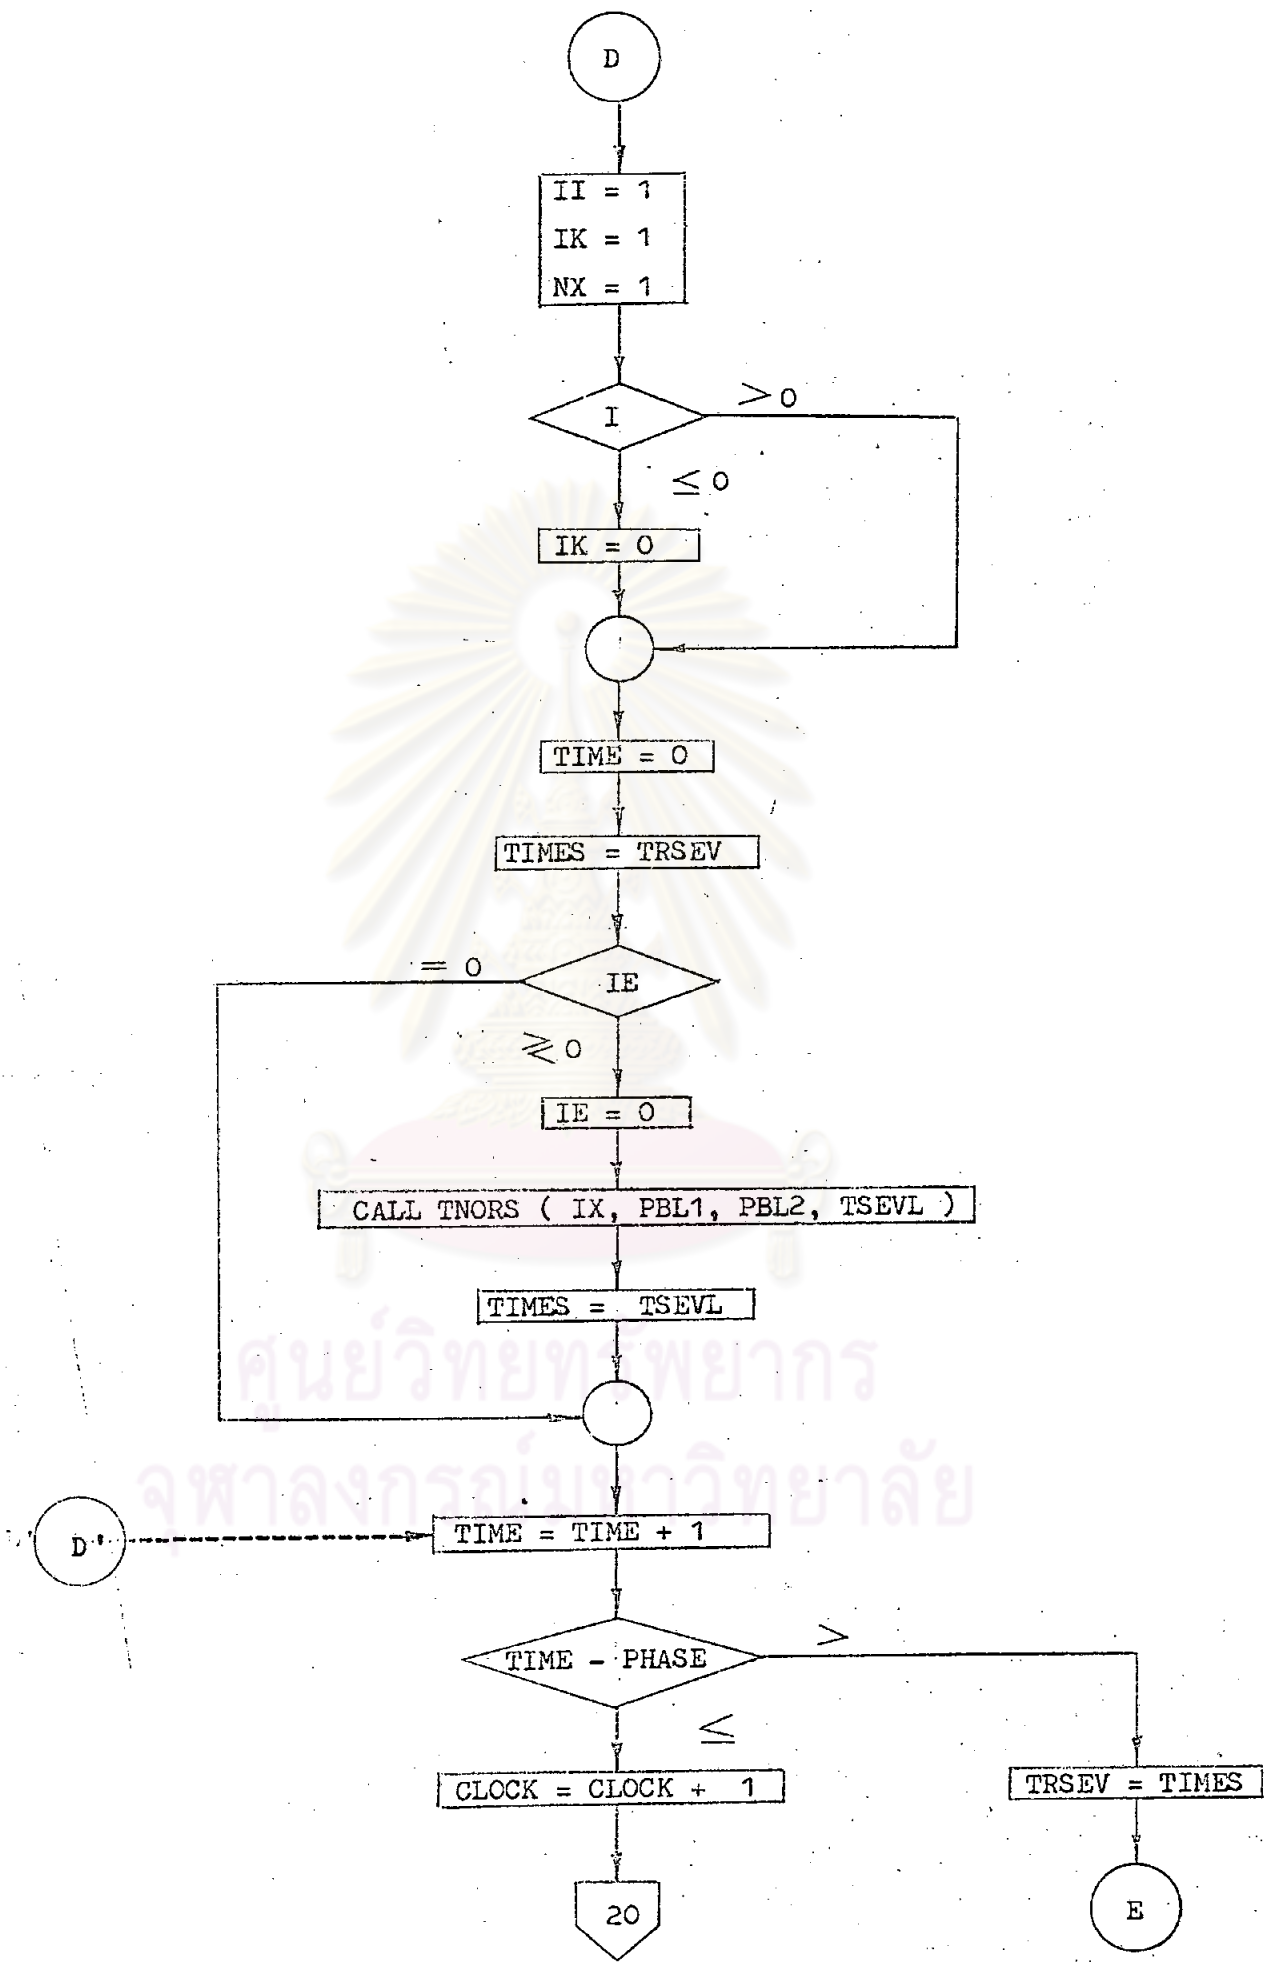 D
II = 1
IK = 1
NX = 1
I
> 0
≤ 0
IK = 0
TIME = 0
TIMES = TRSEV
= 0
IE
≷ 0
IE = 0
CALL TNORS ( IX, PBL1, PBL2, TSEVL )
TIMES = TSEVL
ศูนย์วิทยทรัพยากร
จุฬาลงกรณ์มหาวิทยาลัย
D'
TIME = TIME + 1
TIME - PHASE
>
≤
CLOCK = CLOCK + 1
TRSEV = TIMES
20
E